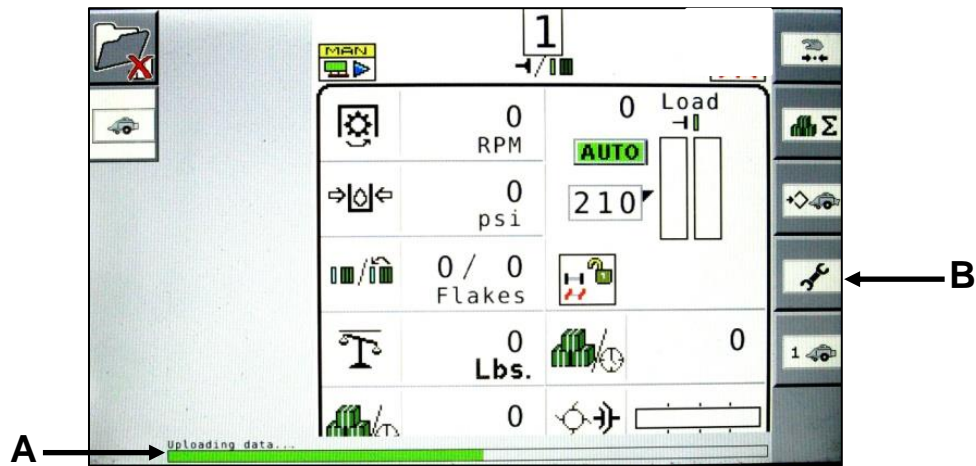 1
MAN
0
RPM
0
Load
AUTO
0
psi
210
0 / 0
Flakes
0
Lbs.
0
0
Σ
1
B
A
Uploading data...